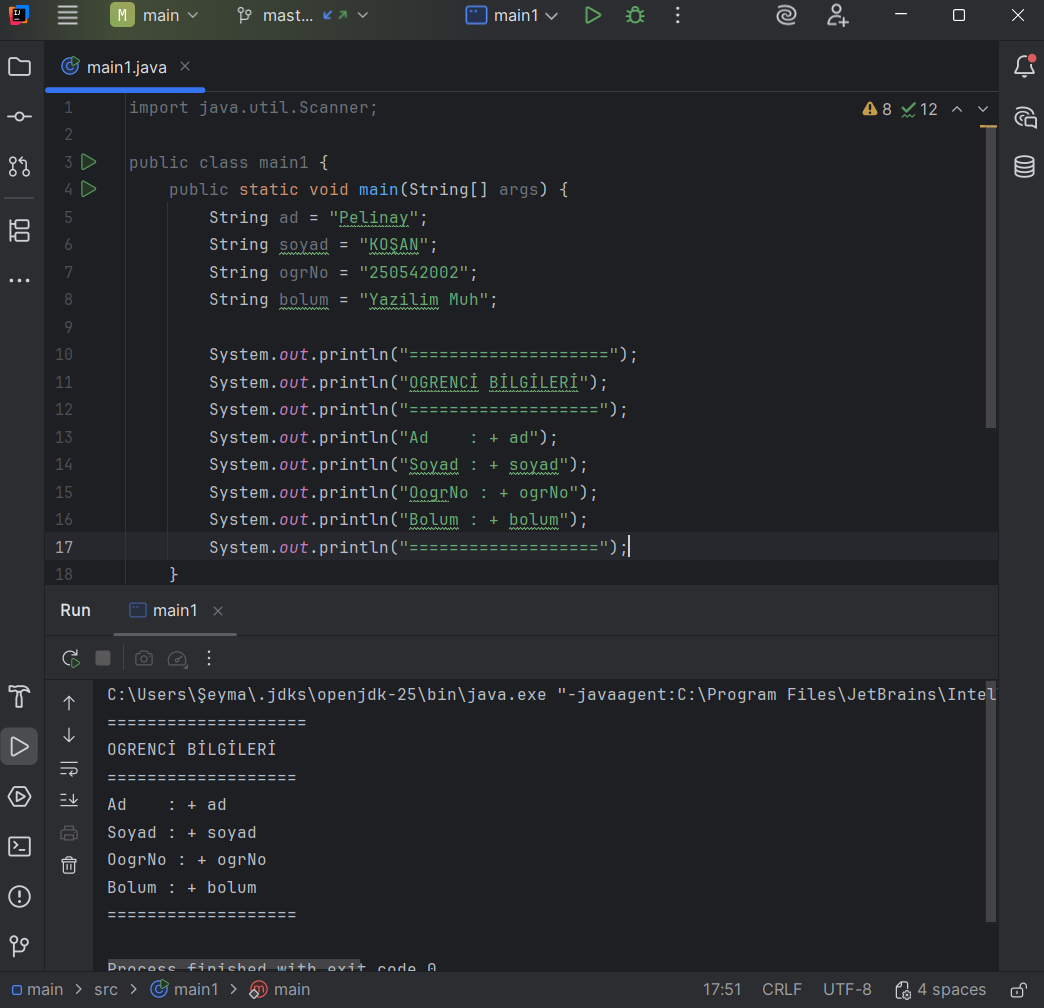 M main mast... main1
main1.java
8 12
1 import java.util.Scanner;
2
3 public class main1 {
4 public static void main(String[] args) {
5 String ad = "Pelinay";
6 String soyad = "KOŞAN";
7 String ogrNo = "250542002";
8 String bolum = "Yazilim Muh";
9
10 System.out.println("====================");
11 System.out.println("OGRENCİ BİLGİLERİ");
12 System.out.println("===================");
13 System.out.println("Ad    : + ad");
14 System.out.println("Soyad : + soyad");
15 System.out.println("OogrNo : + ogrNo");
16 System.out.println("Bolum : + bolum");
17 System.out.println("===================");
18 }
Run main1
C:\Users\Şeyma\.jdks\openjdk-25\bin\java.exe "-javaagent:C:\Program Files\JetBrains\Intel
====================
OGRENCİ BİLGİLERİ
===================
Ad    : + ad
Soyad : + soyad
OogrNo : + ogrNo
Bolum : + bolum
===================
Process finished with exit code 0
main > src > main1 > main 17:51 CRLF UTF-8 4 spaces